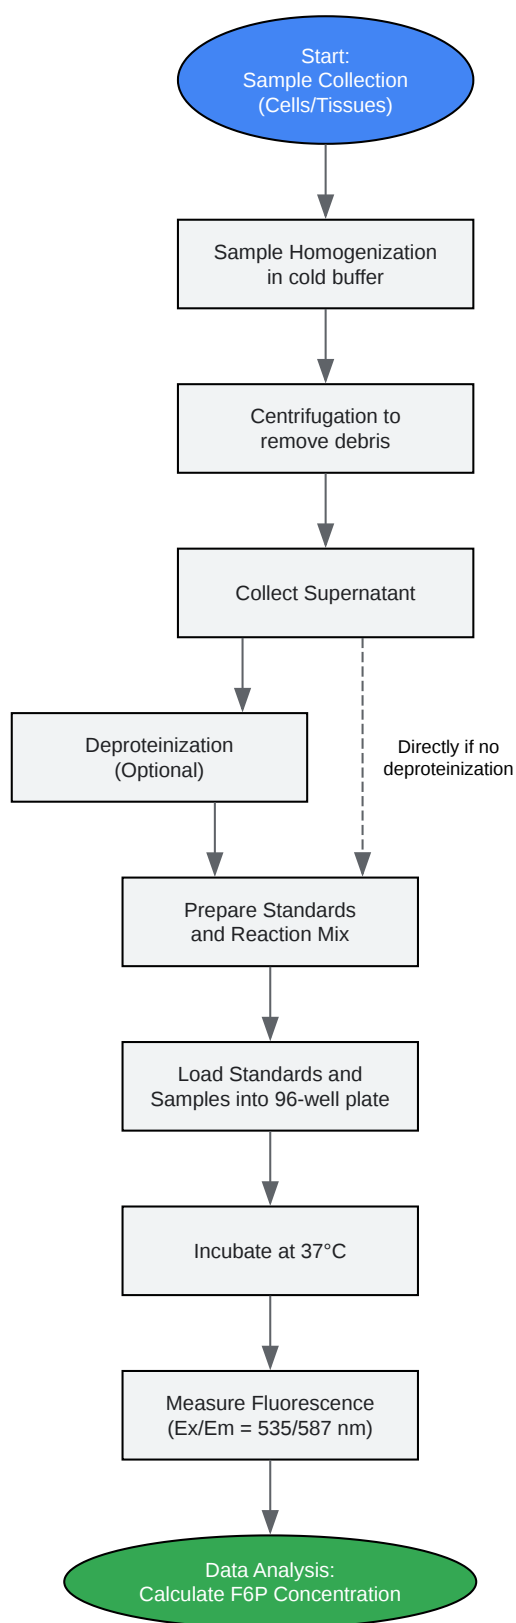 Start:
Sample Collection
(Cells/Tissues)
Sample Homogenization
in cold buffer
Centrifugation to
remove debris
Collect Supernatant
Deproteinization
(Optional)
Directly if no
deproteinization
Prepare Standards
and Reaction Mix
Load Standards and
Samples into 96-well plate
Incubate at 37°C
Measure Fluorescence
(Ex/Em = 535/587 nm)
Data Analysis:
Calculate F6P Concentration